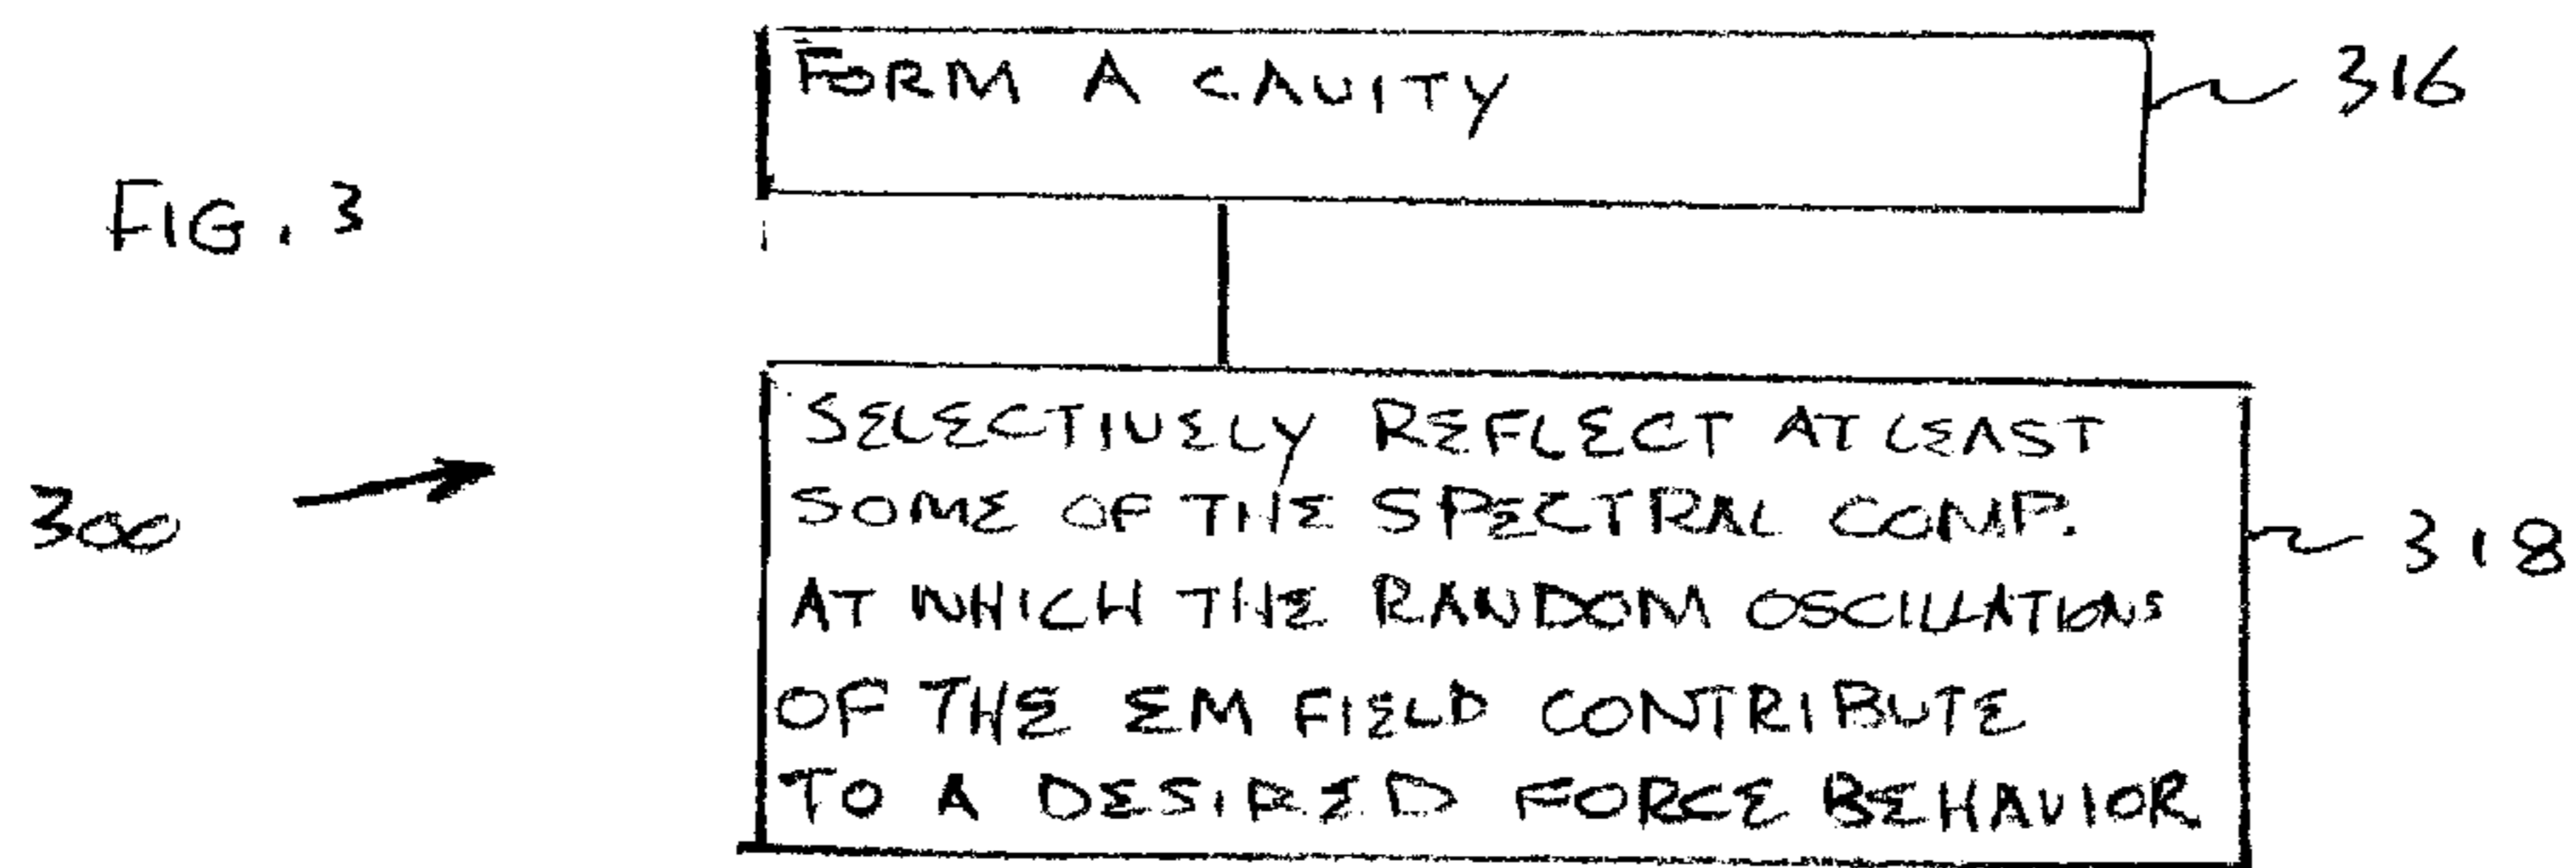 FORM A CAVITY
316
FIG. 3
SELECTIVELY REFLECT AT LEAST
SOME OF THE SPECTRAL COMP.
AT WHICH THE RANDOM OSCILLATIONS
OF THE EM FIELD CONTRIBUTE
TO A DESIRED FORCE BEHAVIOR
300
318